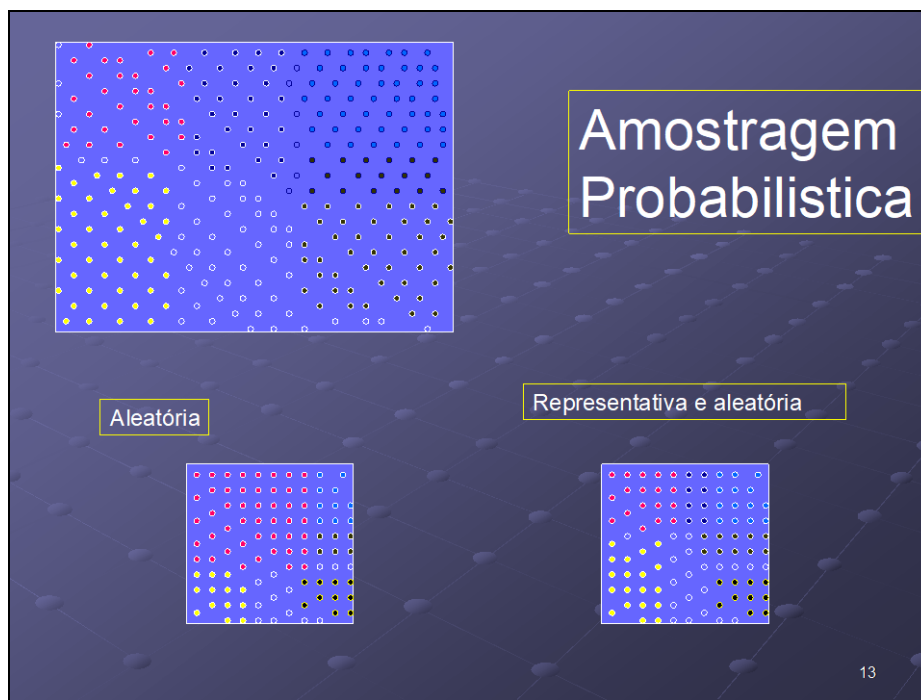 Amostragem
Probabilistica
Aleatória
Representativa e aleatória
13